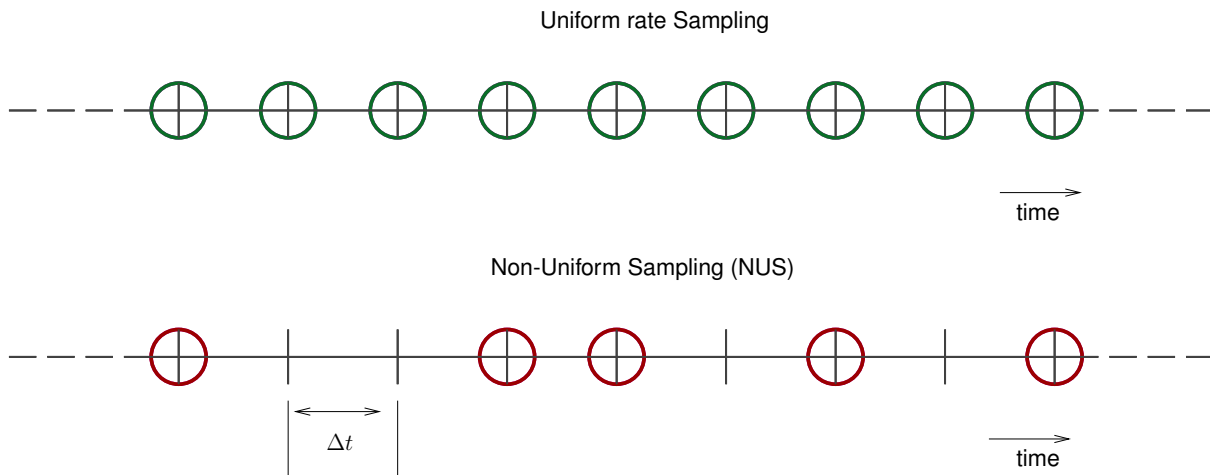 Uniform rate Sampling
time
Non-Uniform Sampling (NUS)
Δt
time